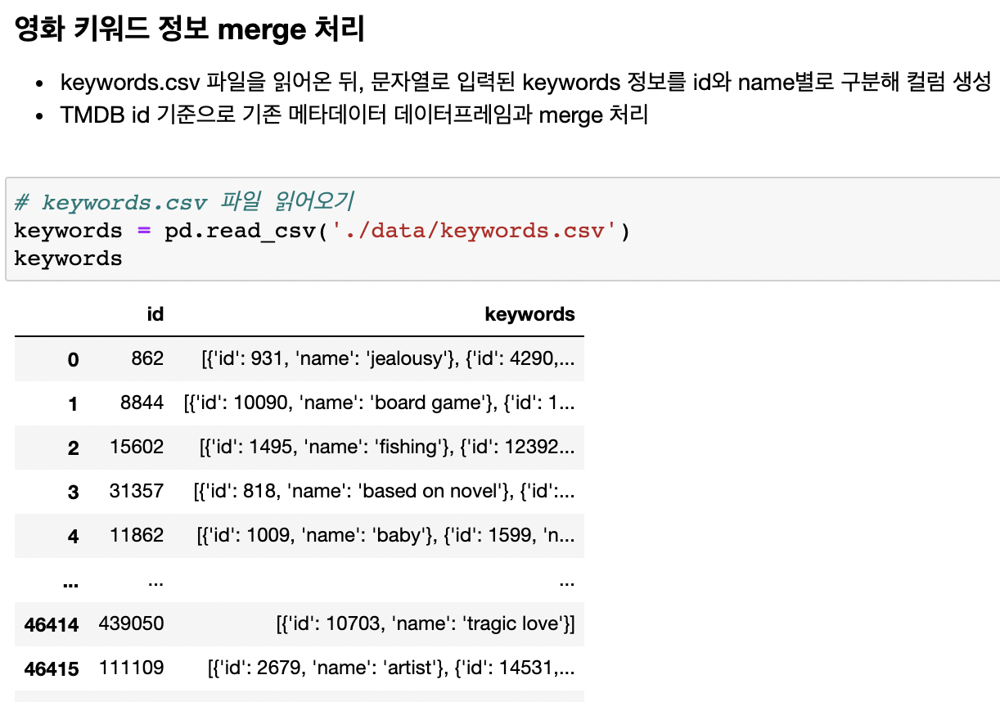 영화 키워드 정보 merge 처리
• keywords.csv 파일을 읽어온 뒤, 문자열로 입력된 keywords 정보를 id와 name별로 구분해 컬럼 생성
• TMDB id 기준으로 기존 메타데이터 데이터프레임과 merge 처리
# keywords.csv 파일 읽어오기
keywords = pd.read_csv('./data/keywords.csv')
keywords
id keywords
0 862 [{'id': 931, 'name': 'jealousy'}, {'id': 4290,...
1 8844 [{'id': 10090, 'name': 'board game'}, {'id': 1...
2 15602 [{'id': 1495, 'name': 'fishing'}, {'id': 12392...
3 31357 [{'id': 818, 'name': 'based on novel'}, {'id':...
4 11862 [{'id': 1009, 'name': 'baby'}, {'id': 1599, 'n...
... ... ...
46414 439050 [{'id': 10703, 'name': 'tragic love'}]
46415 111109 [{'id': 2679, 'name': 'artist'}, {'id': 14531,...